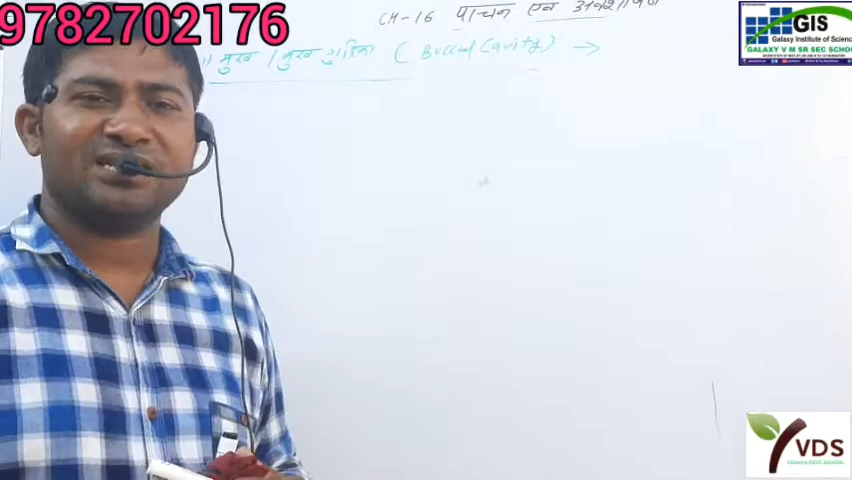 9782702176
CH-16 पाचन एवं अवशोषण
मुख / मुख गुहिका ( Buccal Cavity ) →
GIS
Galaxy Institute of Science
GALAXY V M SR SEC SCHOOL
VDS